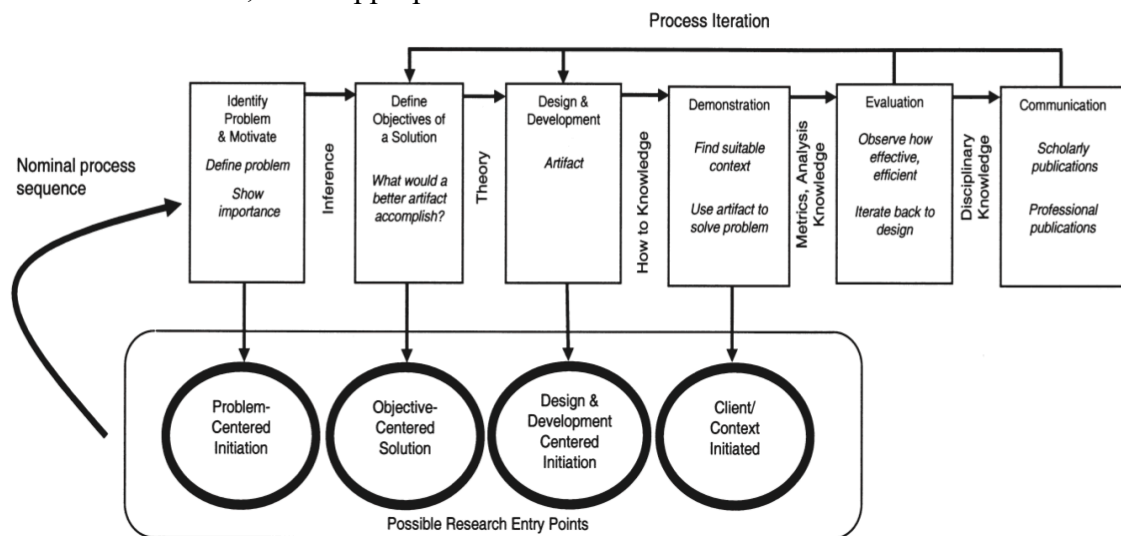 Process Iteration
Identify
Problem
& Motivate
Define problem
Show
importance
Inference
Define
Objectives of
a Solution
What would a
better artifact
accomplish?
Theory
Design &
Development
Artifact
How to Knowledge
Demonstration
Find suitable
context
Use artifact to
solve problem
Metrics, Analysis
Knowledge
Evaluation
Observe how
effective,
efficient
Iterate back to
design
Disciplinary
Knowledge
Communication
Scholarly
publications
Professional
publications
Nominal process
sequence
Problem-
Centered
Initiation
Objective-
Centered
Solution
Design &
Development
Centered
Initiation
Client/
Context
Initiated
Possible Research Entry Points